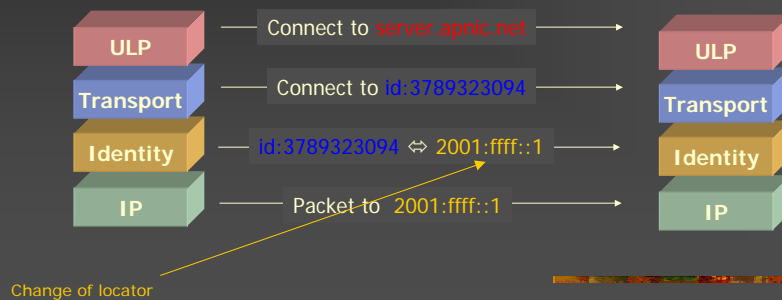 ULP
Connect to server.apnic.net
ULP
Transport
Connect to id:3789323094
Transport
Identity
id:3789323094 ⇔ 2001:ffff::1
Identity
IP
Packet to 2001:ffff::1
IP
Change of locator